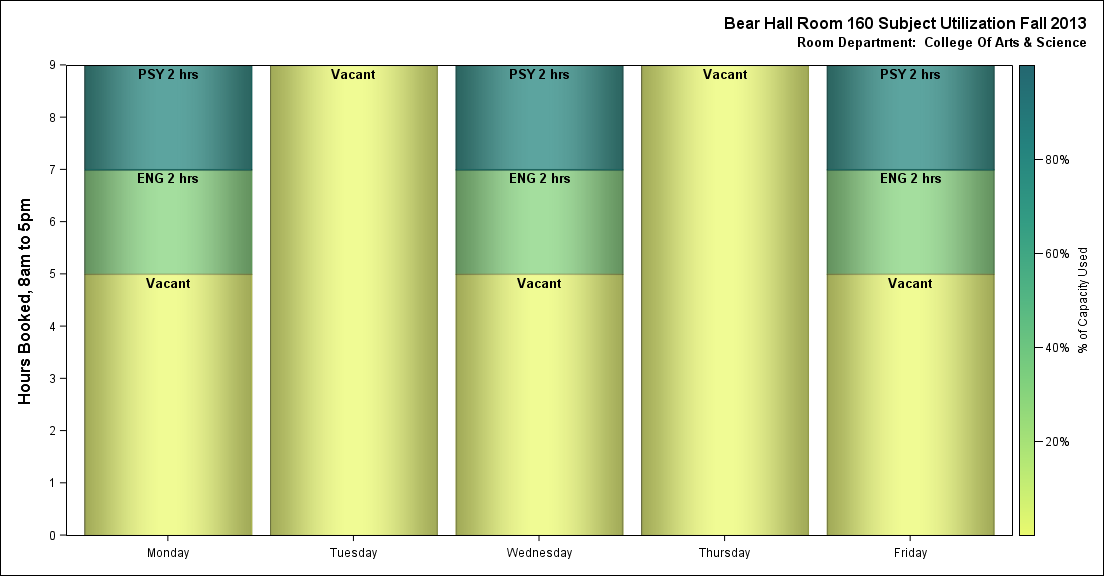 Bear Hall Room 160 Subject Utilization Fall 2013
Room Department:  College Of Arts & Science
Hours Booked, 8am to 5pm
9
8
7
6
5
4
3
2
1
0
PSY 2 hrs
ENG 2 hrs
Vacant
Vacant
PSY 2 hrs
ENG 2 hrs
Vacant
Vacant
PSY 2 hrs
ENG 2 hrs
Vacant
Monday
Tuesday
Wednesday
Thursday
Friday
80%
60%
40%
20%
% of Capacity Used